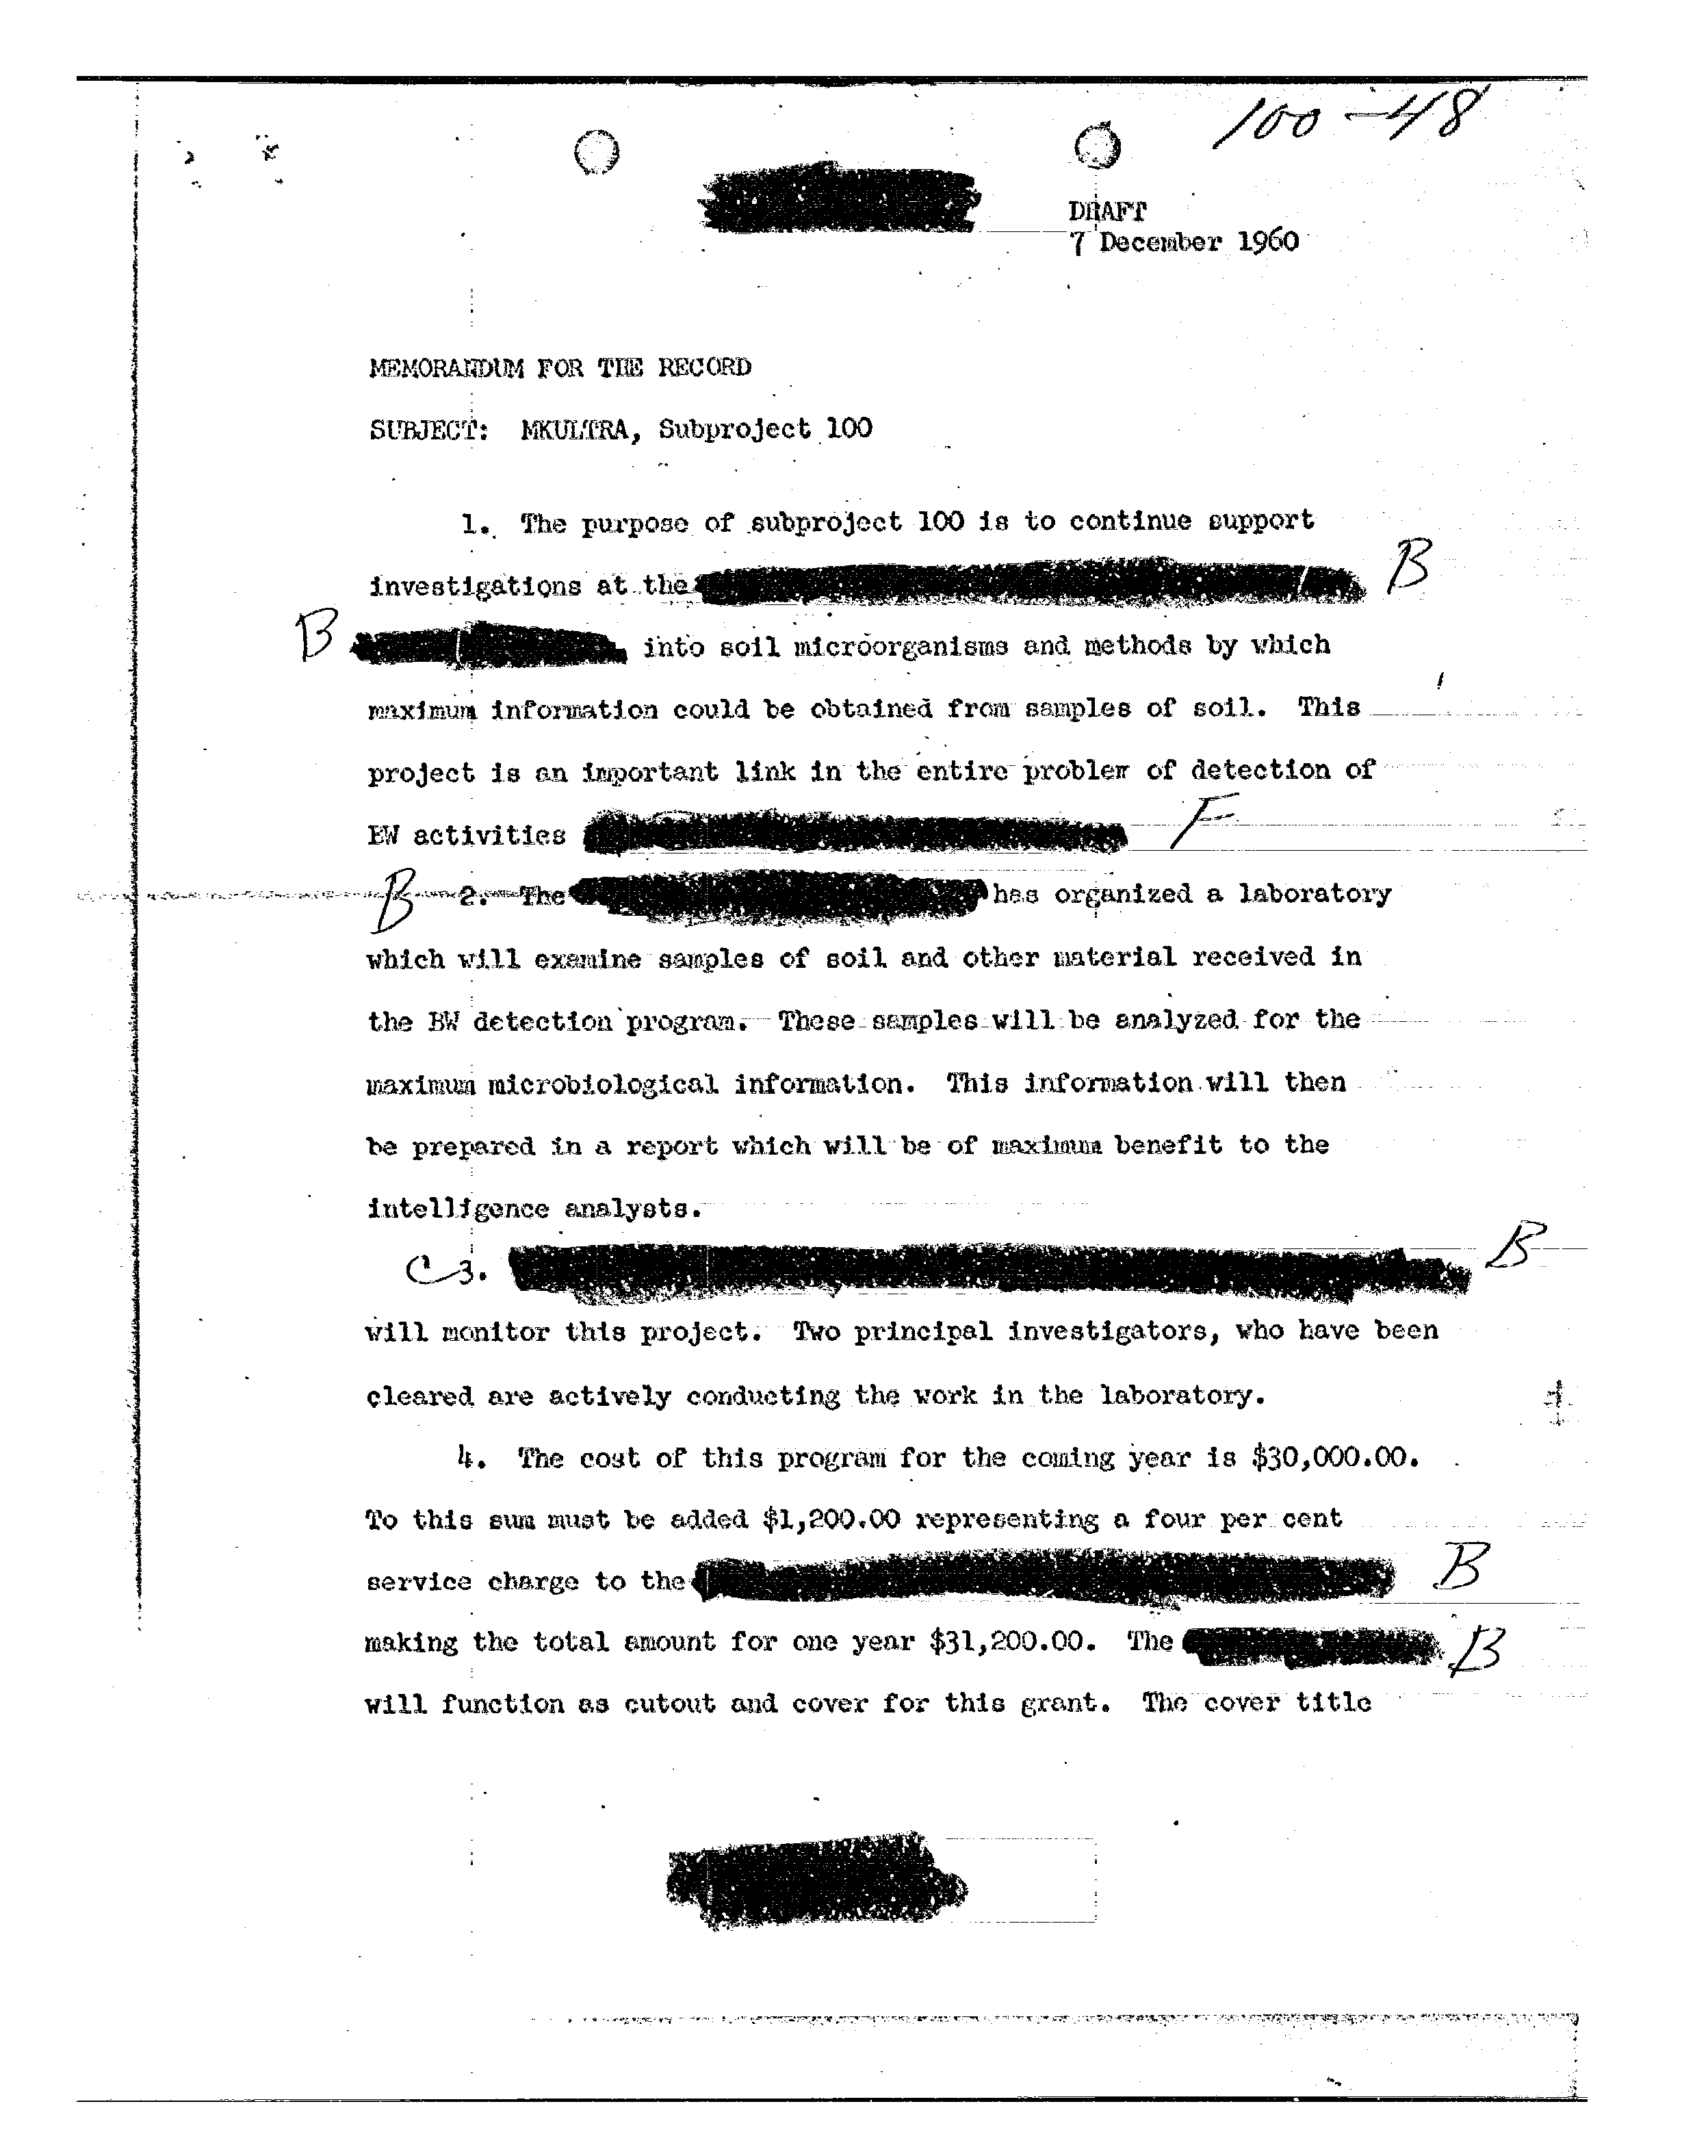 100-48
DRAFT
7 December 1960
MEMORANDUM FOR THE RECORD
SUBJECT: MKULTRA, Subproject 100
1. The purpose of subproject 100 is to continue support
investigations at the B
B into soil microorganisms and methods by which
maximum information could be obtained from samples of soil. This
project is an important link in the entire problem of detection of
BW activities F
B 2. The has organized a laboratory
which will examine samples of soil and other material received in
the BW detection program. These samples will be analyzed for the
maximum microbiological information. This information will then
be prepared in a report which will be of maximum benefit to the
intelligence analysts.
C 3. B
will monitor this project. Two principal investigators, who have been
cleared are actively conducting the work in the laboratory.
4. The cost of this program for the coming year is $30,000.00.
To this sum must be added $1,200.00 representing a four per cent
service charge to the B
making the total amount for one year $31,200.00. The B
will function as cutout and cover for this grant. The cover title